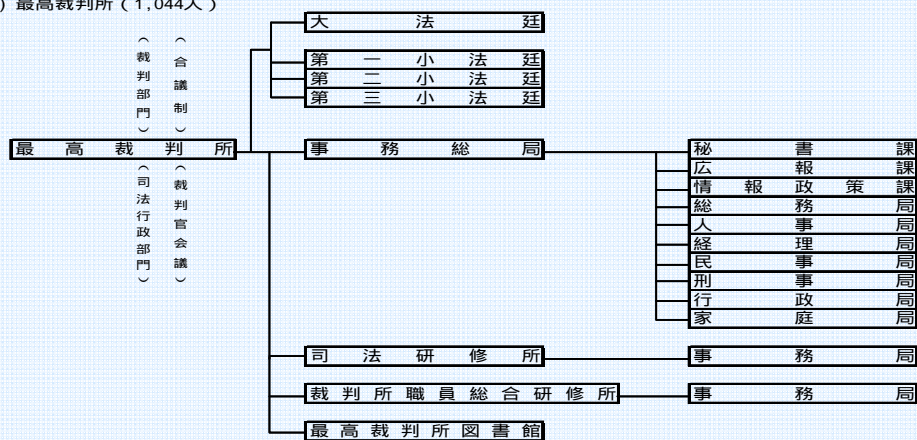 ) 最高裁判所（1,044人）
大法廷
第一小法廷
第二小法廷
第三小法廷
（裁判部門）
（合議制）
最高裁判所
（司法行政部門）
（裁判官会議）
事務総局
秘書課
広報課
情報政策課
総務局
人事局
経理局
民事局
刑事局
行政局
家庭局
司法研修所
事務局
裁判所職員総合研修所
事務局
最高裁判所図書館